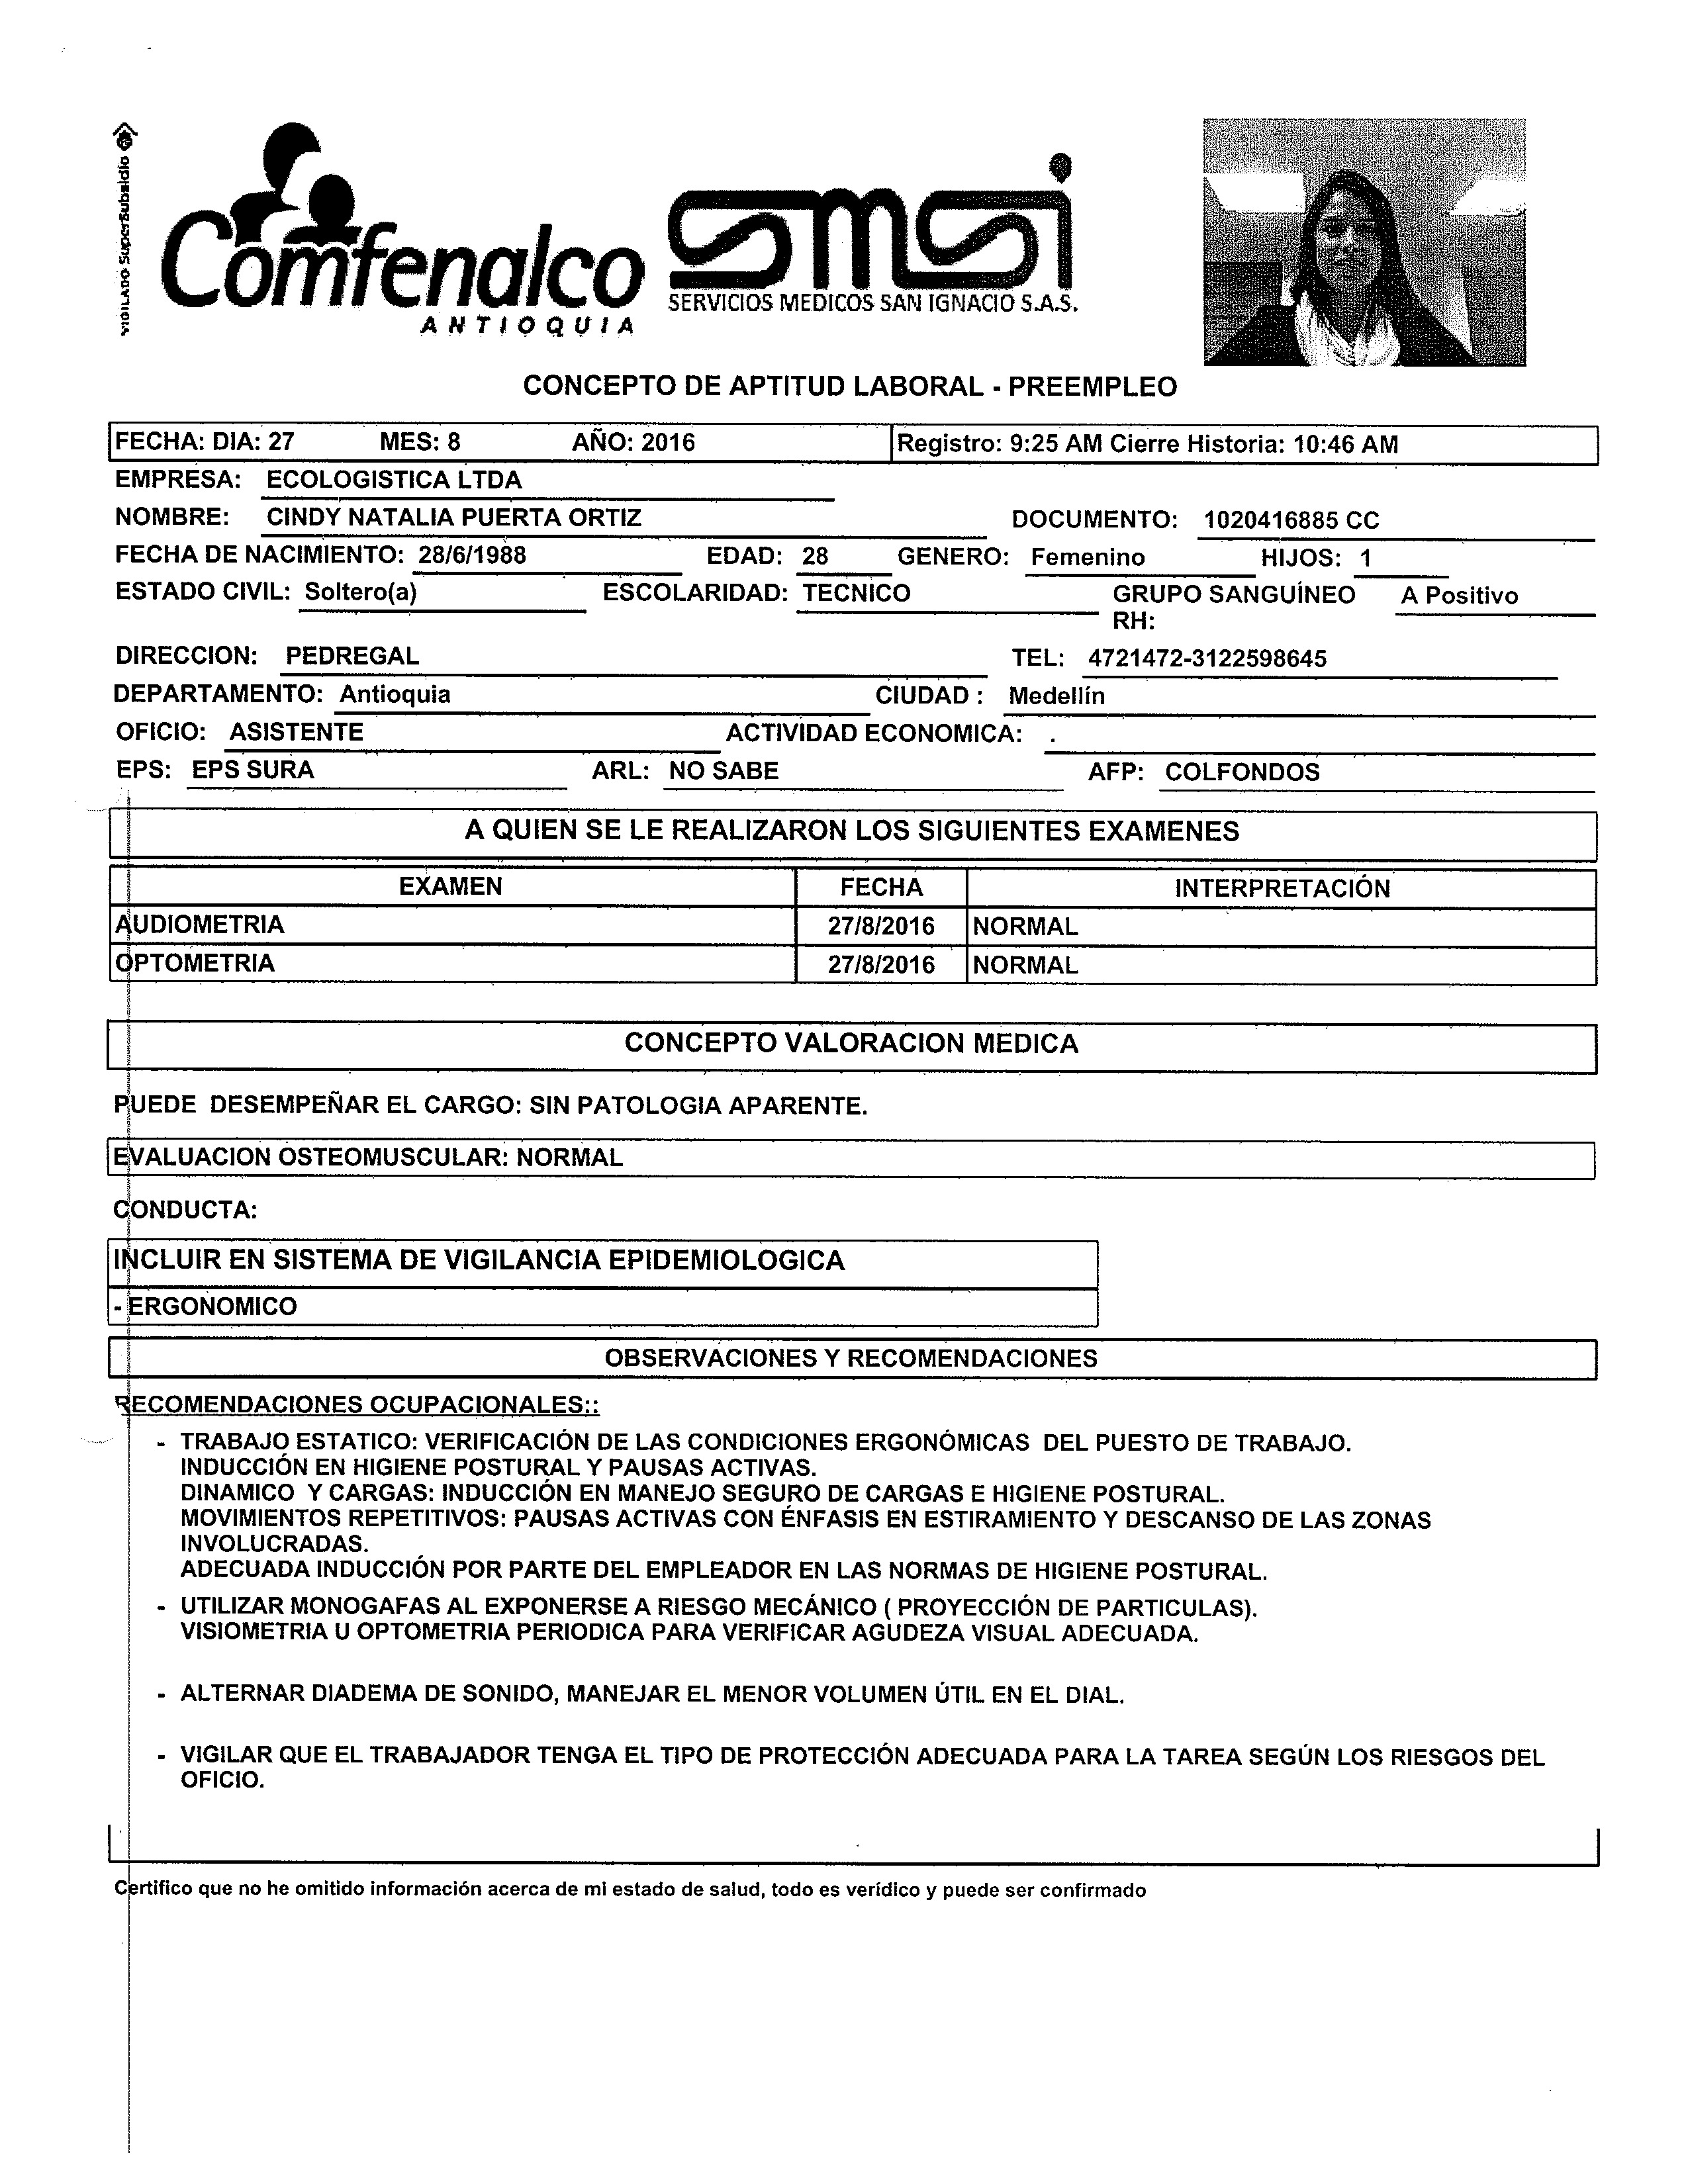 VIGILADO SuperSubsidio
Comfenalco
ANTIOQUIA
smsi
SERVICIOS MEDICOS SAN IGNACIO S.A.S.
CONCEPTO DE APTITUD LABORAL - PREEMPLEO
FECHA: DIA: 27 MES: 8 AÑO: 2016 Registro: 9:25 AM Cierre Historia: 10:46 AM
EMPRESA: ECOLOGISTICA LTDA
NOMBRE: CINDY NATALIA PUERTA ORTIZ DOCUMENTO: 1020416885 CC
FECHA DE NACIMIENTO: 28/6/1988 EDAD: 28 GENERO: Femenino HIJOS: 1
ESTADO CIVIL: Soltero(a) ESCOLARIDAD: TECNICO GRUPO SANGUÍNEO A Positivo
RH:
DIRECCION: PEDREGAL TEL: 4721472-3122598645
DEPARTAMENTO: Antioquia CIUDAD : Medellín
OFICIO: ASISTENTE ACTIVIDAD ECONOMICA: .
EPS: EPS SURA ARL: NO SABE AFP: COLFONDOS
A QUIEN SE LE REALIZARON LOS SIGUIENTES EXAMENES
EXAMEN FECHA INTERPRETACIÓN
AUDIOMETRIA 27/8/2016 NORMAL
OPTOMETRIA 27/8/2016 NORMAL
CONCEPTO VALORACION MEDICA
PUEDE DESEMPEÑAR EL CARGO: SIN PATOLOGIA APARENTE.
EVALUACION OSTEOMUSCULAR: NORMAL
CONDUCTA:
INCLUIR EN SISTEMA DE VIGILANCIA EPIDEMIOLOGICA
- ERGONOMICO
OBSERVACIONES Y RECOMENDACIONES
RECOMENDACIONES OCUPACIONALES::
- TRABAJO ESTATICO: VERIFICACIÓN DE LAS CONDICIONES ERGONÓMICAS DEL PUESTO DE TRABAJO.
INDUCCIÓN EN HIGIENE POSTURAL Y PAUSAS ACTIVAS.
DINAMICO Y CARGAS: INDUCCIÓN EN MANEJO SEGURO DE CARGAS E HIGIENE POSTURAL.
MOVIMIENTOS REPETITIVOS: PAUSAS ACTIVAS CON ÉNFASIS EN ESTIRAMIENTO Y DESCANSO DE LAS ZONAS
INVOLUCRADAS.
ADECUADA INDUCCIÓN POR PARTE DEL EMPLEADOR EN LAS NORMAS DE HIGIENE POSTURAL.
- UTILIZAR MONOGAFAS AL EXPONERSE A RIESGO MECÁNICO ( PROYECCIÓN DE PARTICULAS).
VISIOMETRIA U OPTOMETRIA PERIODICA PARA VERIFICAR AGUDEZA VISUAL ADECUADA.
- ALTERNAR DIADEMA DE SONIDO, MANEJAR EL MENOR VOLUMEN ÚTIL EN EL DIAL.
- VIGILAR QUE EL TRABAJADOR TENGA EL TIPO DE PROTECCIÓN ADECUADA PARA LA TAREA SEGÚN LOS RIESGOS DEL
OFICIO.
Certifico que no he omitido información acerca de mi estado de salud, todo es verídico y puede ser confirmado